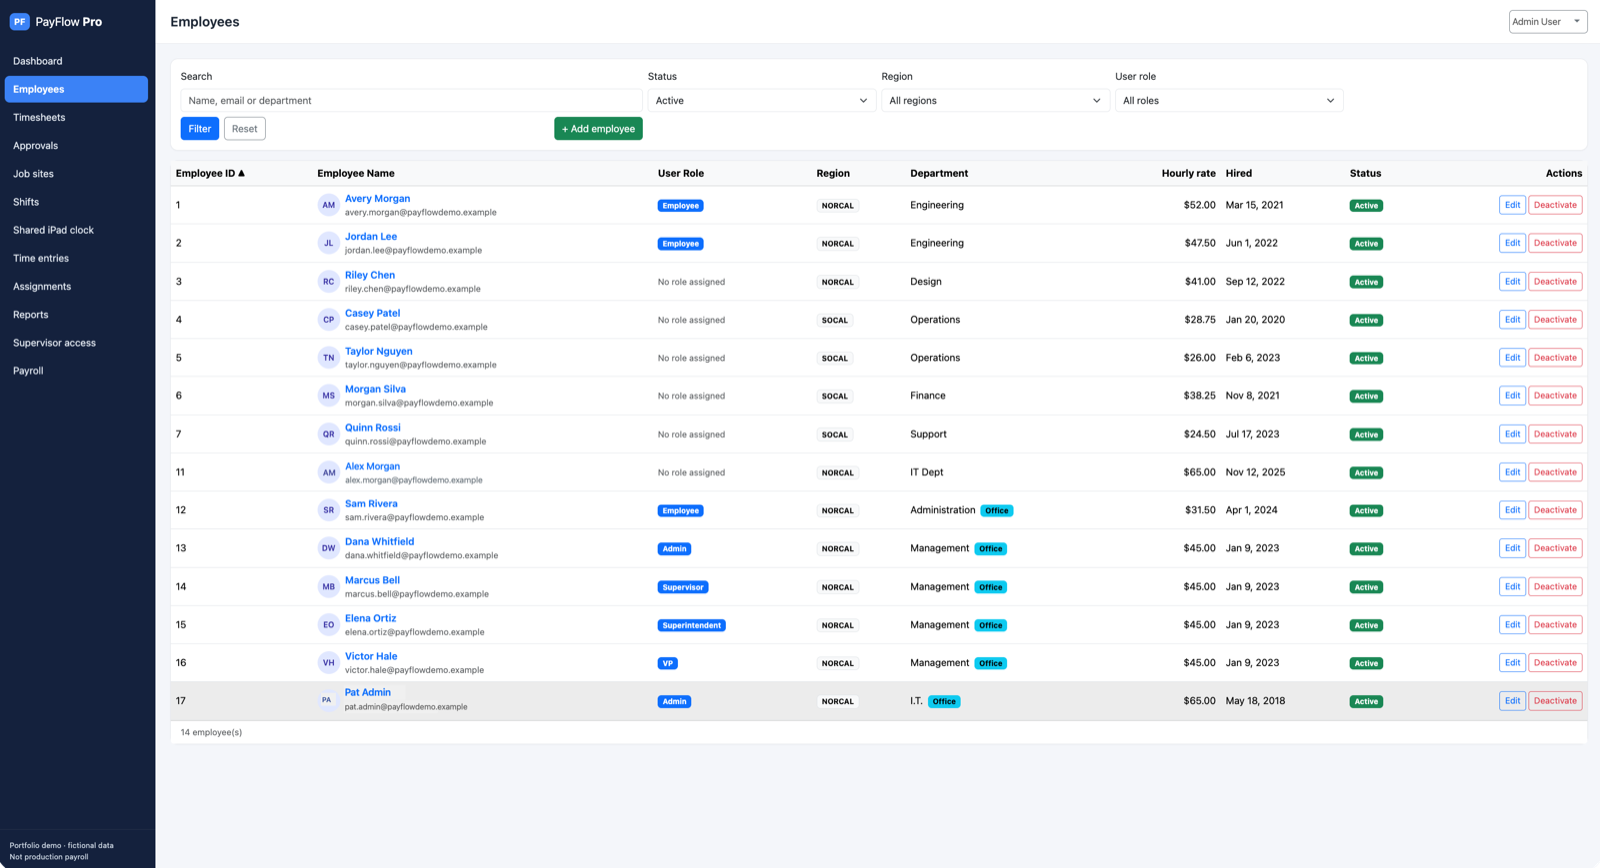 PF PayFlow Pro
Dashboard
Employees
Timesheets
Approvals
Job sites
Shifts
Shared iPad clock
Time entries
Assignments
Reports
Supervisor access
Payroll
Portfolio demo · fictional data
Not production payroll
Employees
Admin User
Search Status Region User role
Name, email or department Active All regions All roles
Filter Reset + Add employee
Employee ID ▲ Employee Name User Role Region Department Hourly rate Hired Status Actions
1 AM Avery Morgan Employee NORCAL Engineering $52.00 Mar 15, 2021 Active Edit Deactivate
avery.morgan@payflowdemo.example
2 JL Jordan Lee Employee NORCAL Engineering $47.50 Jun 1, 2022 Active Edit Deactivate
jordan.lee@payflowdemo.example
3 RC Riley Chen No role assigned NORCAL Design $41.00 Sep 12, 2022 Active Edit Deactivate
riley.chen@payflowdemo.example
4 CP Casey Patel No role assigned SOCAL Operations $28.75 Jan 20, 2020 Active Edit Deactivate
casey.patel@payflowdemo.example
5 TN Taylor Nguyen No role assigned SOCAL Operations $26.00 Feb 6, 2023 Active Edit Deactivate
taylor.nguyen@payflowdemo.example
6 MS Morgan Silva No role assigned SOCAL Finance $38.25 Nov 8, 2021 Active Edit Deactivate
morgan.silva@payflowdemo.example
7 QR Quinn Rossi No role assigned SOCAL Support $24.50 Jul 17, 2023 Active Edit Deactivate
quinn.rossi@payflowdemo.example
11 AM Alex Morgan No role assigned NORCAL IT Dept $65.00 Nov 12, 2025 Active Edit Deactivate
alex.morgan@payflowdemo.example
12 SR Sam Rivera Employee NORCAL Administration Office $31.50 Apr 1, 2024 Active Edit Deactivate
sam.rivera@payflowdemo.example
13 DW Dana Whitfield Admin NORCAL Management Office $45.00 Jan 9, 2023 Active Edit Deactivate
dana.whitfield@payflowdemo.example
14 MB Marcus Bell Supervisor NORCAL Management Office $45.00 Jan 9, 2023 Active Edit Deactivate
marcus.bell@payflowdemo.example
15 EO Elena Ortiz Superintendent NORCAL Management Office $45.00 Jan 9, 2023 Active Edit Deactivate
elena.ortiz@payflowdemo.example
16 VH Victor Hale VP NORCAL Management Office $45.00 Jan 9, 2023 Active Edit Deactivate
victor.hale@payflowdemo.example
17 PA Pat Admin Admin NORCAL I.T. Office $65.00 May 18, 2018 Active Edit Deactivate
pat.admin@payflowdemo.example
14 employee(s)